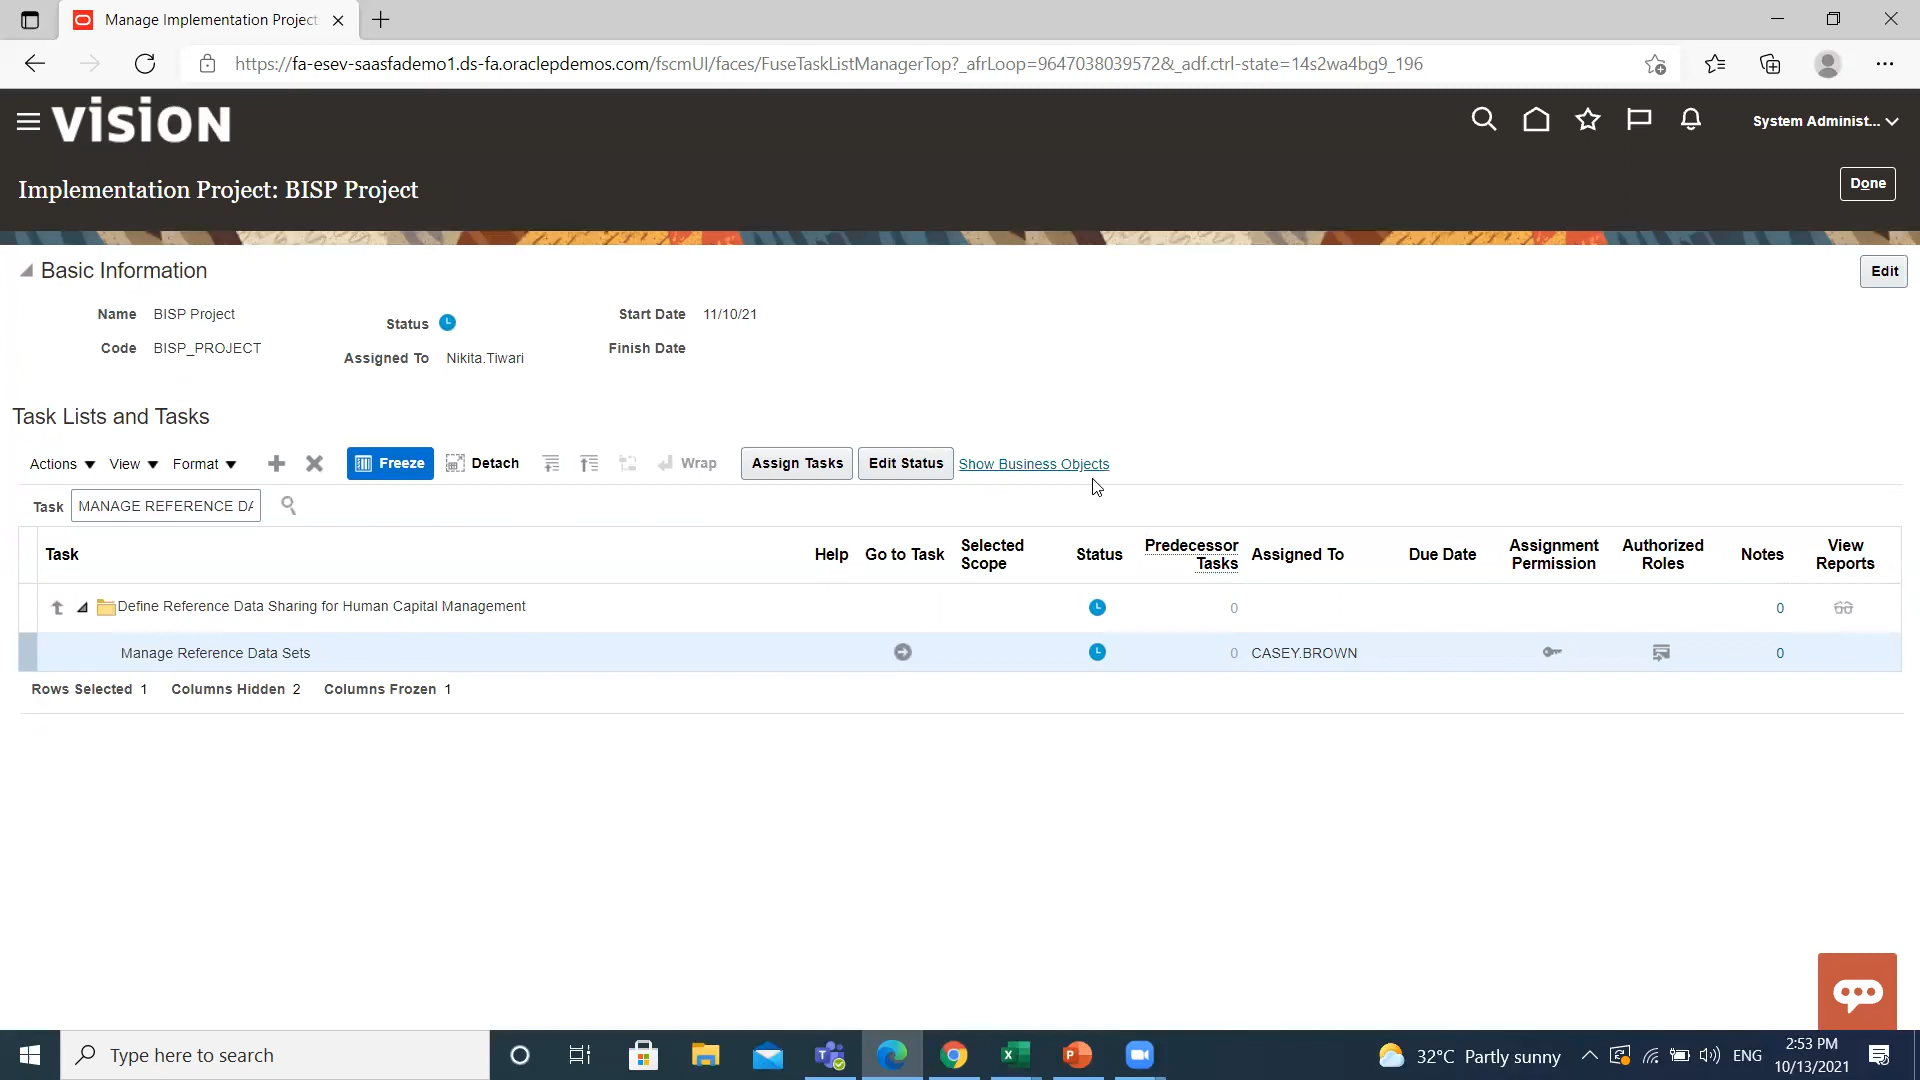 Manage Implementation Project
https://fa-esev-saasfademo1.ds-fa.oraclepdemos.com/fscmUI/faces/FuseTaskListManagerTop?_afrLoop=9647038039572&_adf.ctrl-state=14s2wa4bg9_196
VISION
System Administ...
Implementation Project: BISP Project
Done
Basic Information
Edit
Name BISP Project
Status
Start Date 11/10/21
Code BISP_PROJECT
Assigned To Nikita.Tiwari
Finish Date
Task Lists and Tasks
Actions View Format Freeze Detach Wrap Assign Tasks Edit Status Show Business Objects
Task MANAGE REFERENCE DA
Task Help Go to Task Selected Scope Status Predecessor Tasks Assigned To Due Date Assignment Permission Authorized Roles Notes View Reports
Define Reference Data Sharing for Human Capital Management 0 0
Manage Reference Data Sets 0 CASEY.BROWN 0
Rows Selected 1 Columns Hidden 2 Columns Frozen 1
Type here to search
32°C Partly sunny
ENG
2:53 PM
10/13/2021